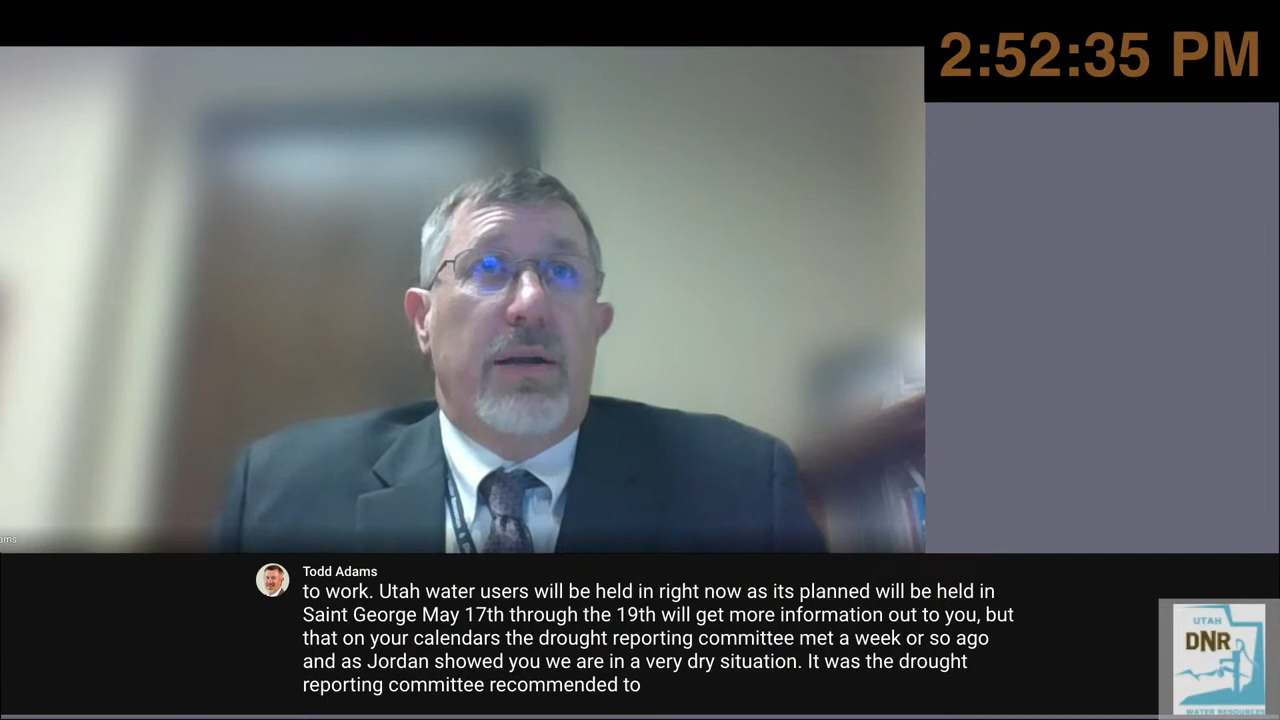 2:52:35 PM
ams
Todd Adams
to work. Utah water users will be held in right now as its planned will be held in
Saint George May 17th through the 19th will get more information out to you, but
that on your calendars the drought reporting committee met a week or so ago
and as Jordan showed you we are in a very dry situation. It was the drought
reporting committee recommended to
UTAH
DNR
WATER RESOURCES